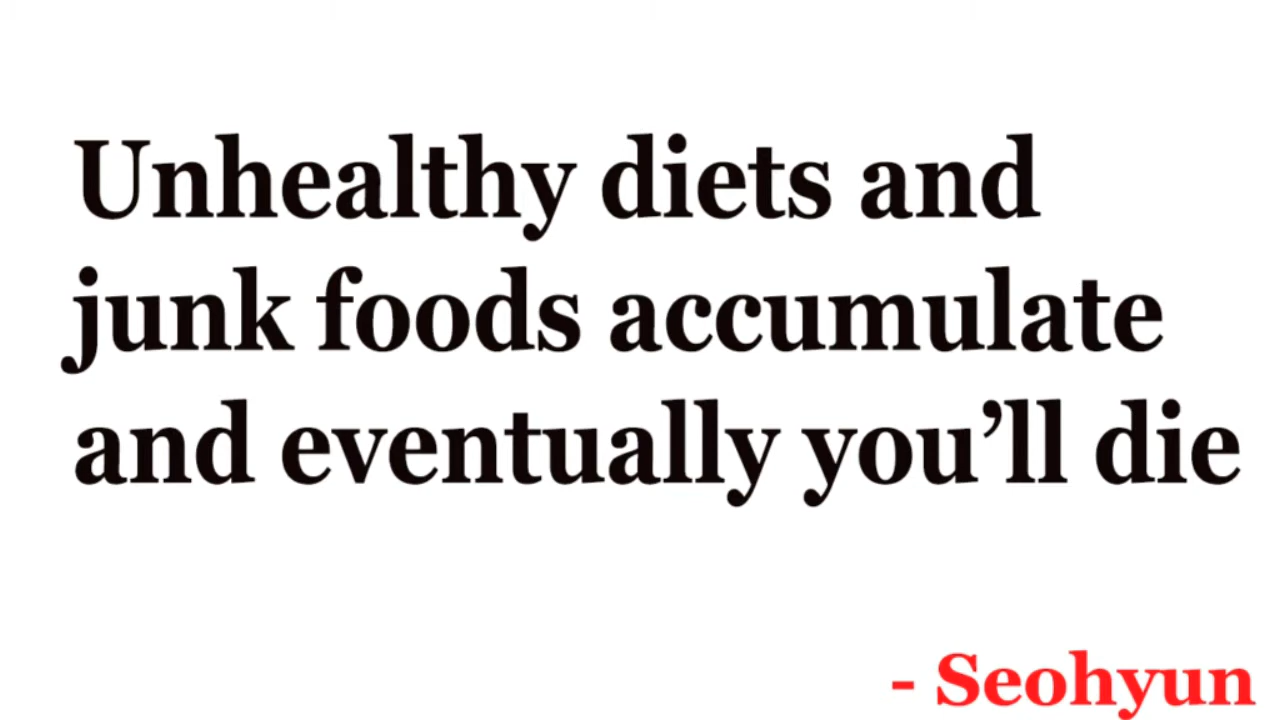 Unhealthy diets and
junk foods accumulate
and eventually you’ll die
- Seohyun